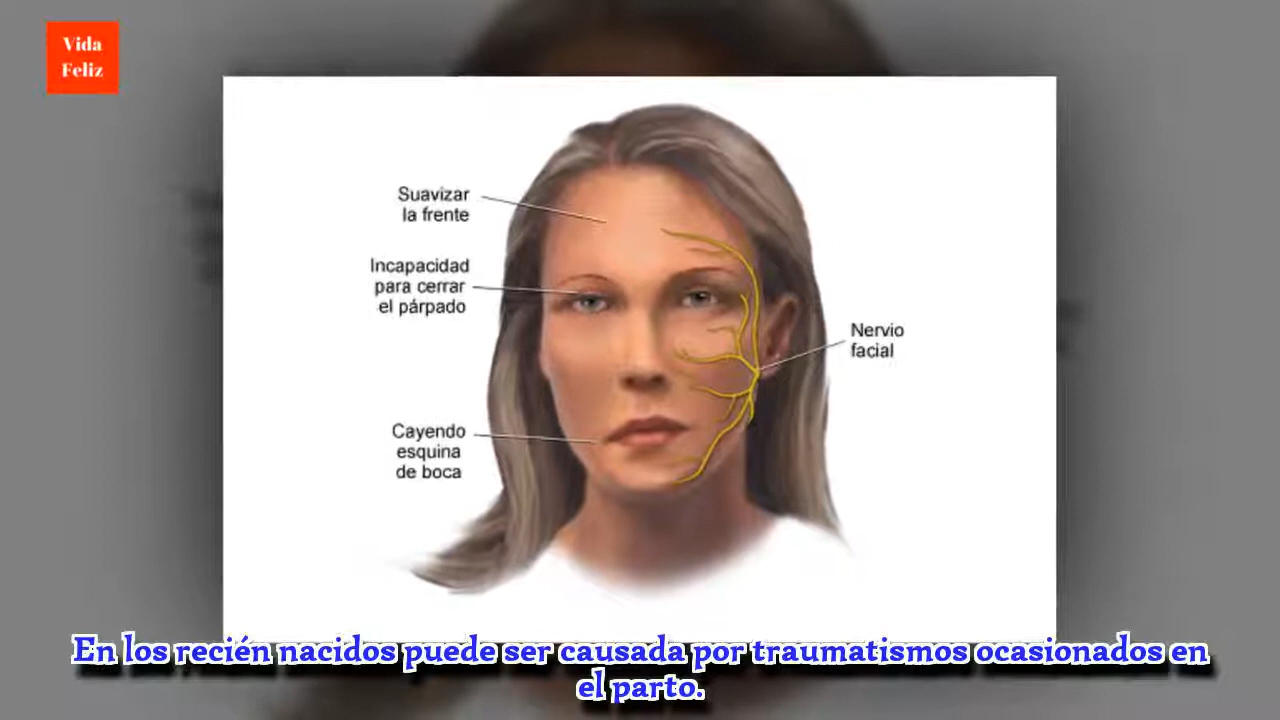 Vida
Feliz
Suavizar
la frente
Incapacidad
para cerrar
el párpado
Nervio
facial
Cayendo
esquina
de boca
En los recién nacidos puede ser causada por traumatismos ocasionados en
el parto.